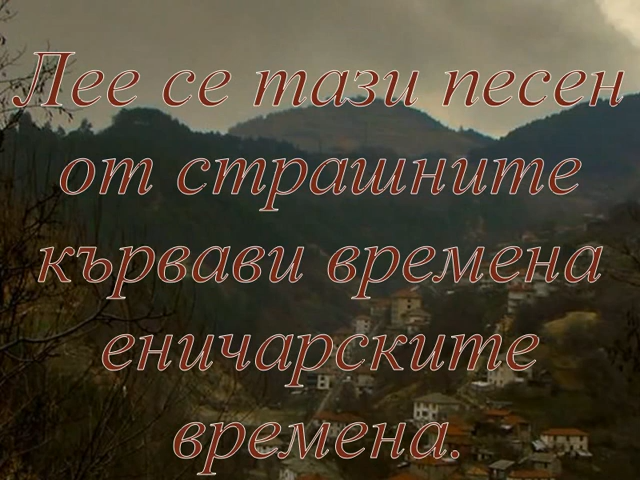 Лее се тази песен
от страшните
кървави времена
еничарските
времена.